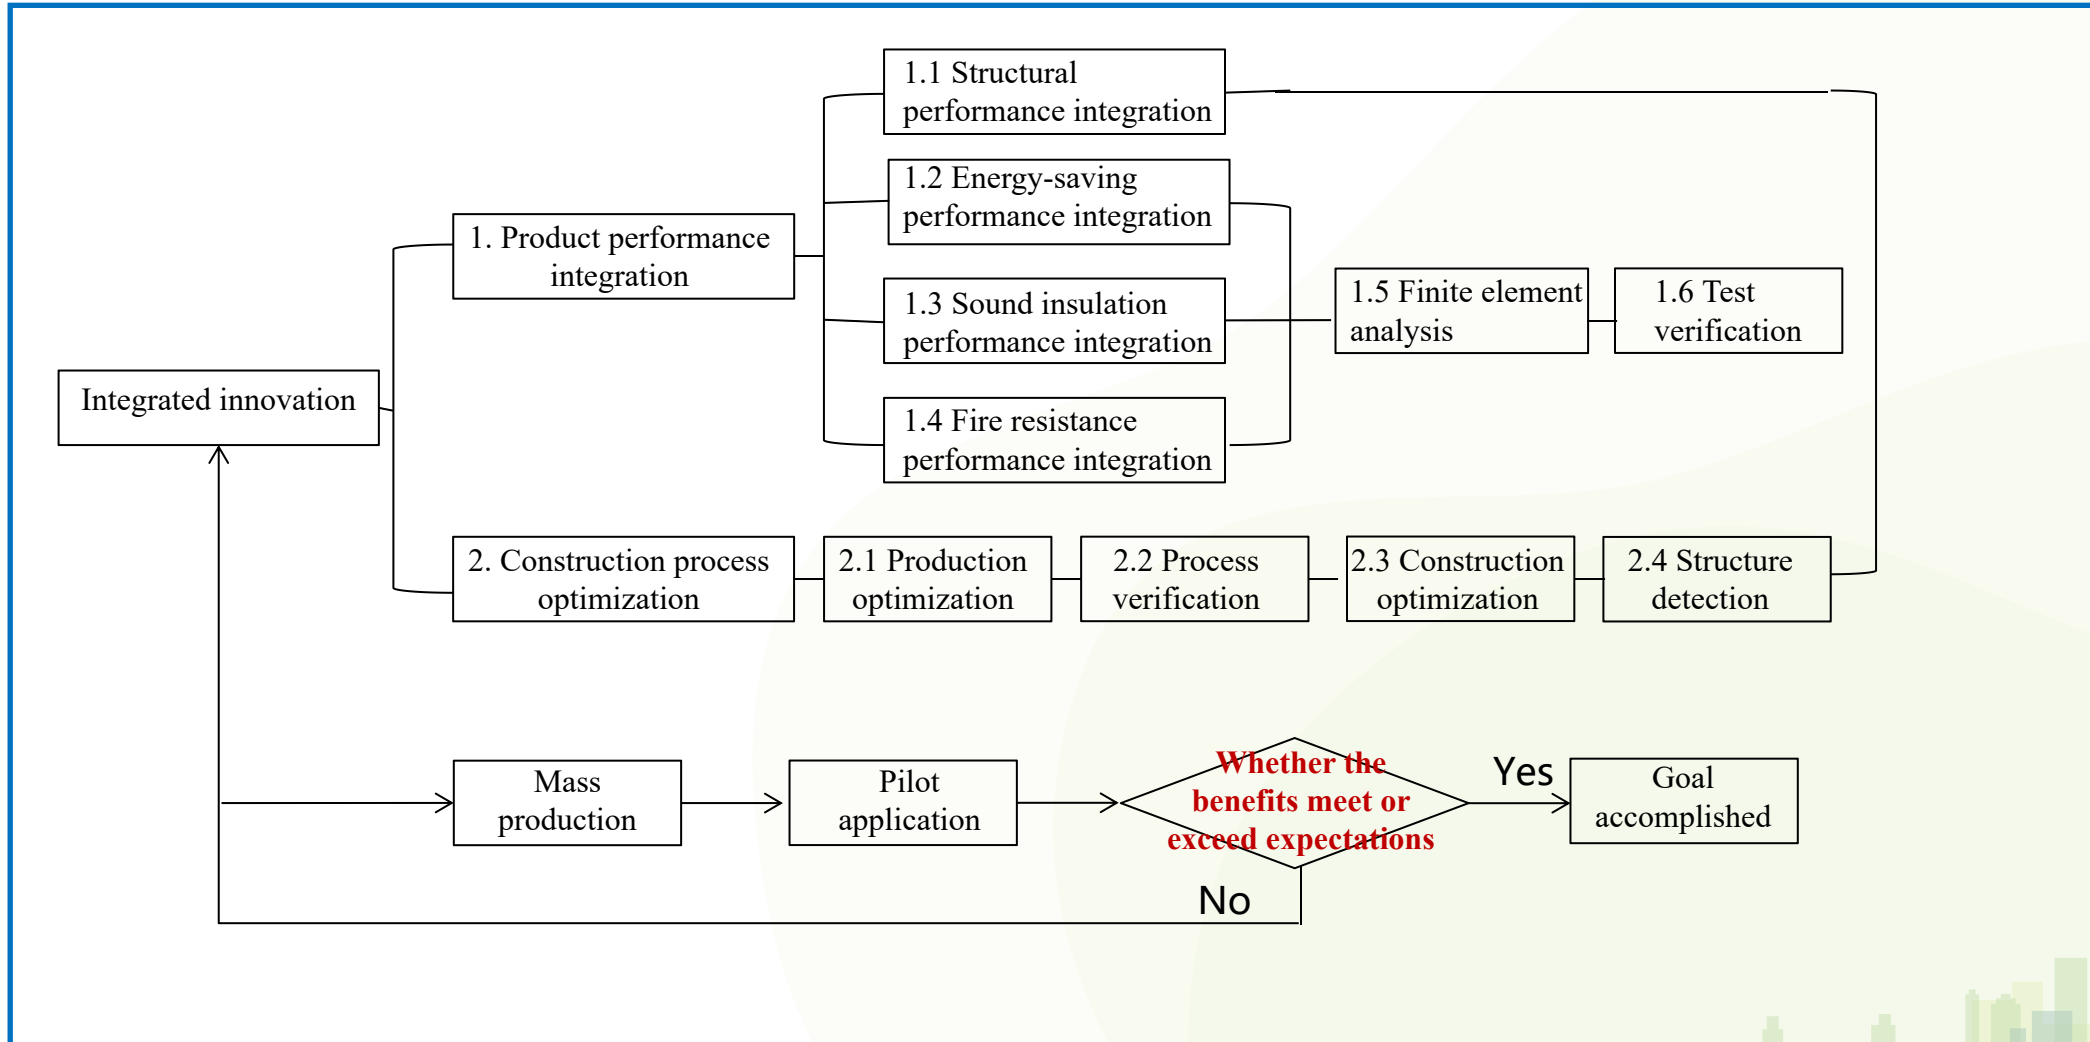 1.1 Structural
performance integration
1.2 Energy-saving
performance integration
1. Product performance
integration
1.3 Sound insulation
performance integration
1.5 Finite element
analysis
1.6 Test
verification
Integrated innovation
1.4 Fire resistance
performance integration
2. Construction process
optimization
2.1 Production
optimization
2.2 Process
verification
2.3 Construction
optimization
2.4 Structure
detection
Mass
production
Pilot
application
Whether the
benefits meet or
exceed expectations
Yes
Goal
accomplished
No